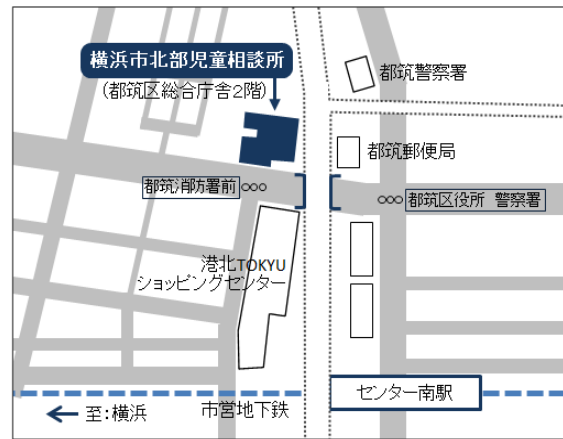 横浜市北部児童相談所
(都筑区総合庁舎2階)
都筑警察署
都筑郵便局
都筑消防署前
都筑区役所 警察署
港北TOKYU
ショッピングセンター
センター南駅
至:横浜
市営地下鉄